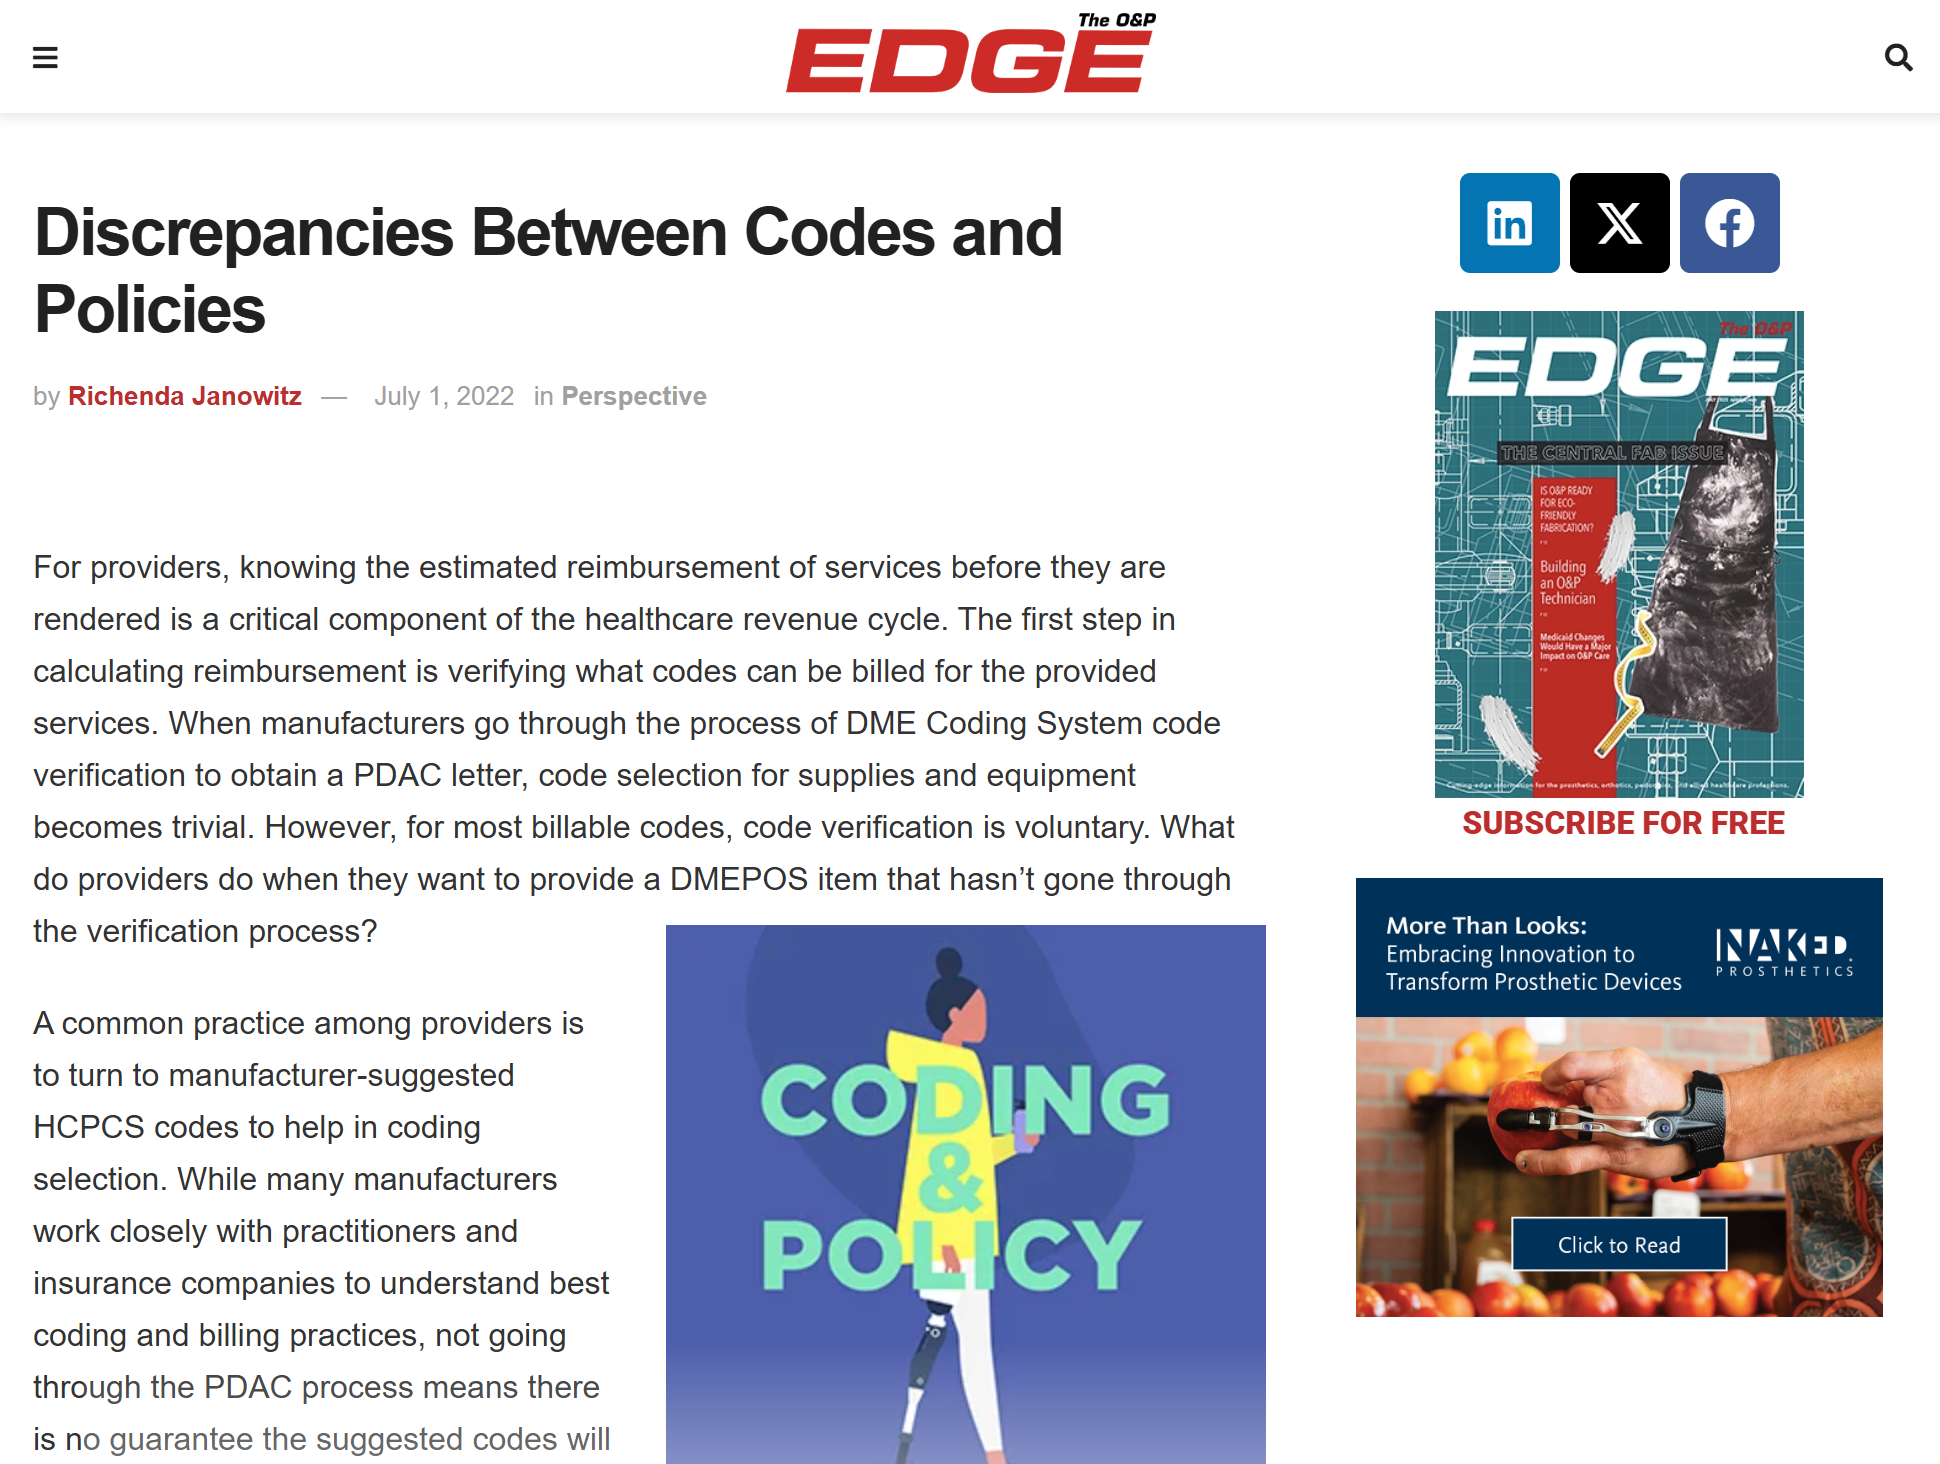 The O&P
EDGE
Discrepancies Between Codes and
Policies
by Richenda Janowitz — July 1, 2022 in Perspective
For providers, knowing the estimated reimbursement of services before they are
rendered is a critical component of the healthcare revenue cycle. The first step in
calculating reimbursement is verifying what codes can be billed for the provided
services. When manufacturers go through the process of DME Coding System code
verification to obtain a PDAC letter, code selection for supplies and equipment
becomes trivial. However, for most billable codes, code verification is voluntary. What
do providers do when they want to provide a DMEPOS item that hasn’t gone through
the verification process?
A common practice among providers is
to turn to manufacturer-suggested
HCPCS codes to help in coding
selection. While many manufacturers
work closely with practitioners and
insurance companies to understand best
coding and billing practices, not going
through the PDAC process means there
is no guarantee the suggested codes will
CODING
&
POLICY
in
The O&P
EDGE
THE CENTRAL FAB ISSUE
IS O&P READY
FOR ECO-
FRIENDLY
FABRICATION?
Building
an O&P
Technician
Medicaid Changes
Would Have a Major
Impact on O&P Care
Cutting-edge information for the prosthetics, orthotics, pedorthics, and allied healthcare professions.
SUBSCRIBE FOR FREE
More Than Looks:
Embracing Innovation to
Transform Prosthetic Devices
NAKED
PROSTHETICS
Click to Read